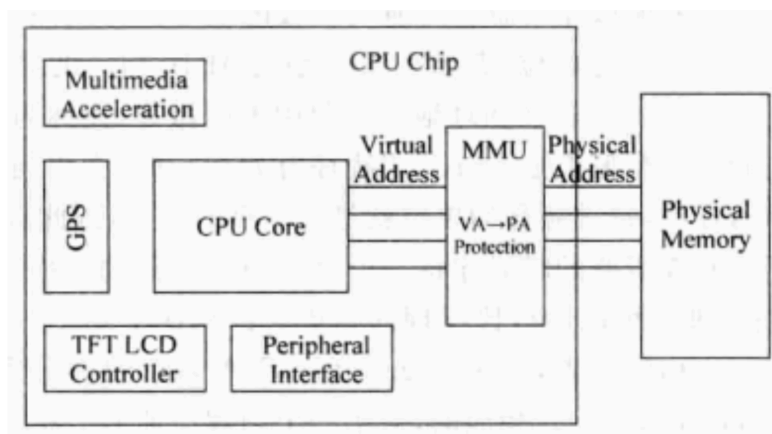 CPU Chip
Multimedia
Acceleration
Virtual
Address
MMU
Physical
Address
GPS
CPU Core
VA→PA
Protection
Physical
Memory
TFT LCD
Controller
Peripheral
Interface